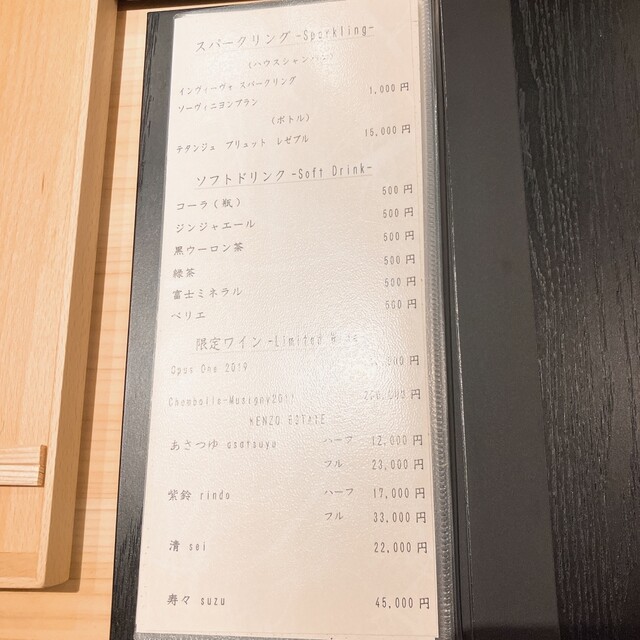 スパークリング-Sparkling-
(ハウスシャンパン)
インヴィーヴォ スパークリング
ソーヴィニヨンブラン 1,000円
(ボトル)
テタンジュ ブリュット レゼブル 15,000円
ソフトドリンク-Soft Drink-
コーラ(瓶) 500円
ジンジャエール 500円
黒ウーロン茶 500円
緑茶 500円
富士ミネラル 500円
ペリエ 500円
限定ワイン-Limited
Opus One 2019 円
Chambolle-Musigny 円
KENZO ESTATE
あさつゆ asatsuyu ハーフ 12,000円
フル 23,000円
紫鈴 rindo ハーフ 17,000円
フル 33,000円
清 sei 22,000円
寿々 suzu 45,000円